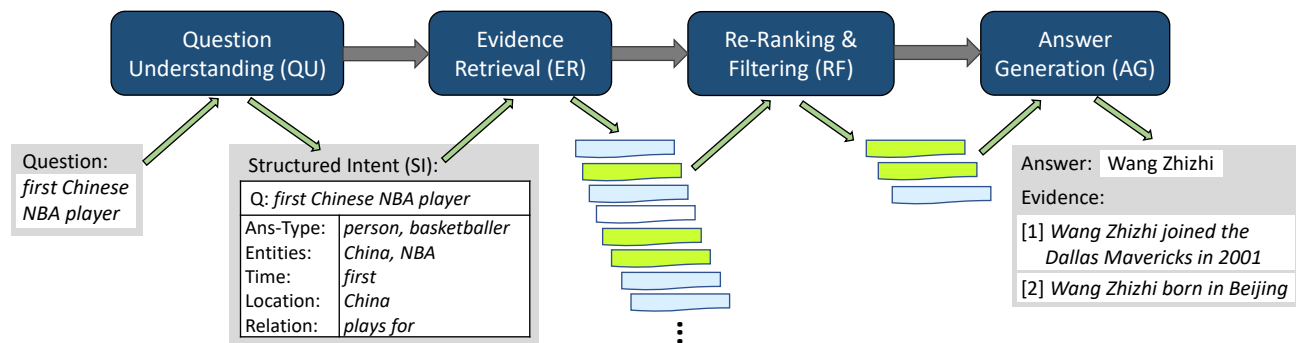 Question
Understanding (QU)
Evidence
Retrieval (ER)
Re-Ranking &
Filtering (RF)
Answer
Generation (AG)
Question:
first Chinese
NBA player
Structured Intent (SI):
Q: first Chinese NBA player
Ans-Type: person, basketballer
Entities: China, NBA
Time: first
Location: China
Relation: plays for
Answer: Wang Zhizhi
Evidence:
[1] Wang Zhizhi joined the
Dallas Mavericks in 2001
[2] Wang Zhizhi born in Beijing